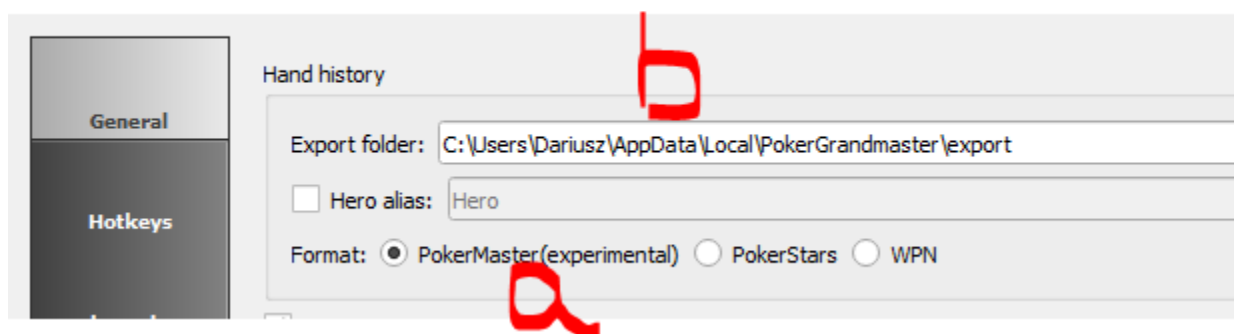 General
Hotkeys
Hand history
b
Export folder: C:\Users\Dariusz\AppData\Local\PokerGrandmaster\export
Hero alias: Hero
Format: PokerMaster(experimental) PokerStars WPN
a